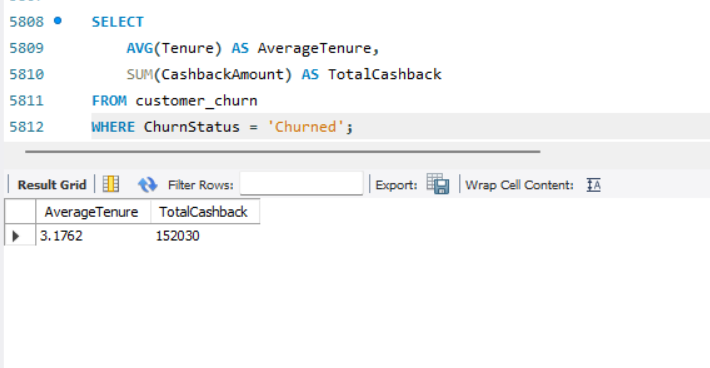 5808 SELECT
5809 AVG(Tenure) AS AverageTenure,
5810 SUM(CashbackAmount) AS TotalCashback
5811 FROM customer_churn
5812 WHERE ChurnStatus = 'Churned';
Result Grid Filter Rows: Export: Wrap Cell Content: IA
AverageTenure TotalCashback
3.1762 152030